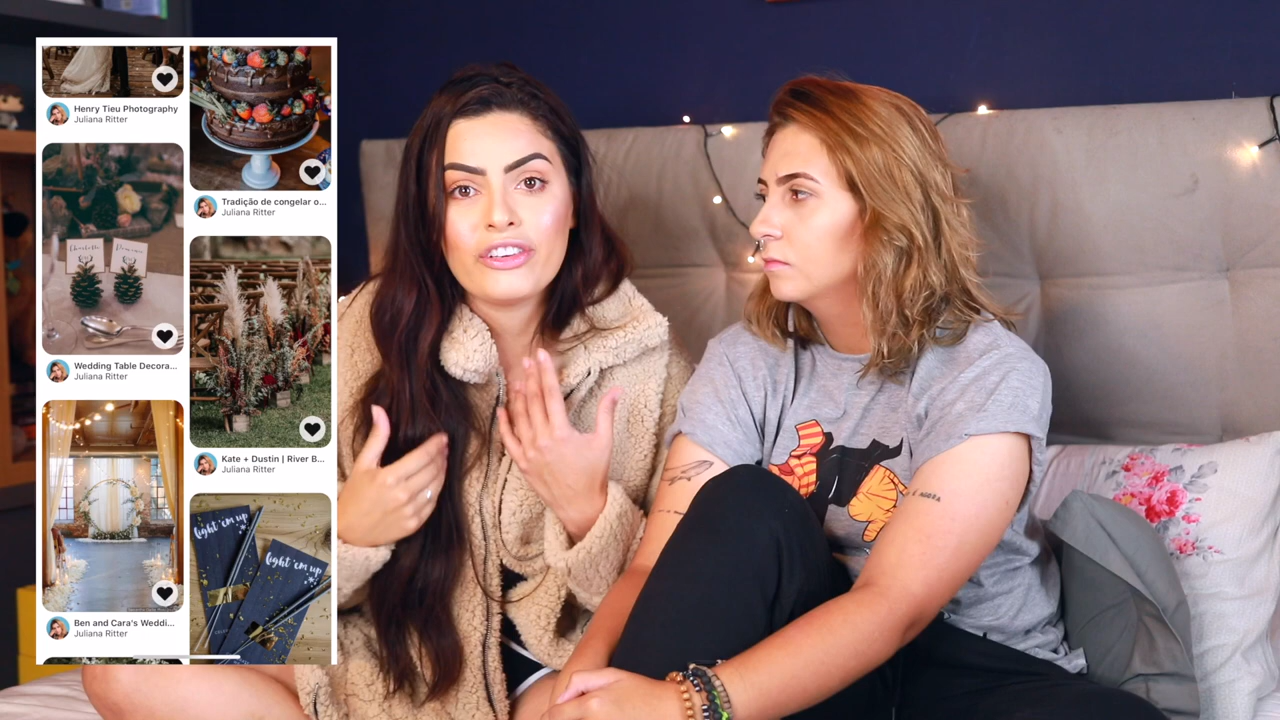 Henry Tieu Photography
Juliana Ritter
Wedding Table Decora...
Juliana Ritter
Ben and Cara's Weddi...
Juliana Ritter
Tradição de congelar o...
Juliana Ritter
Kate + Dustin | River B...
Juliana Ritter
light 'em up
light 'em up